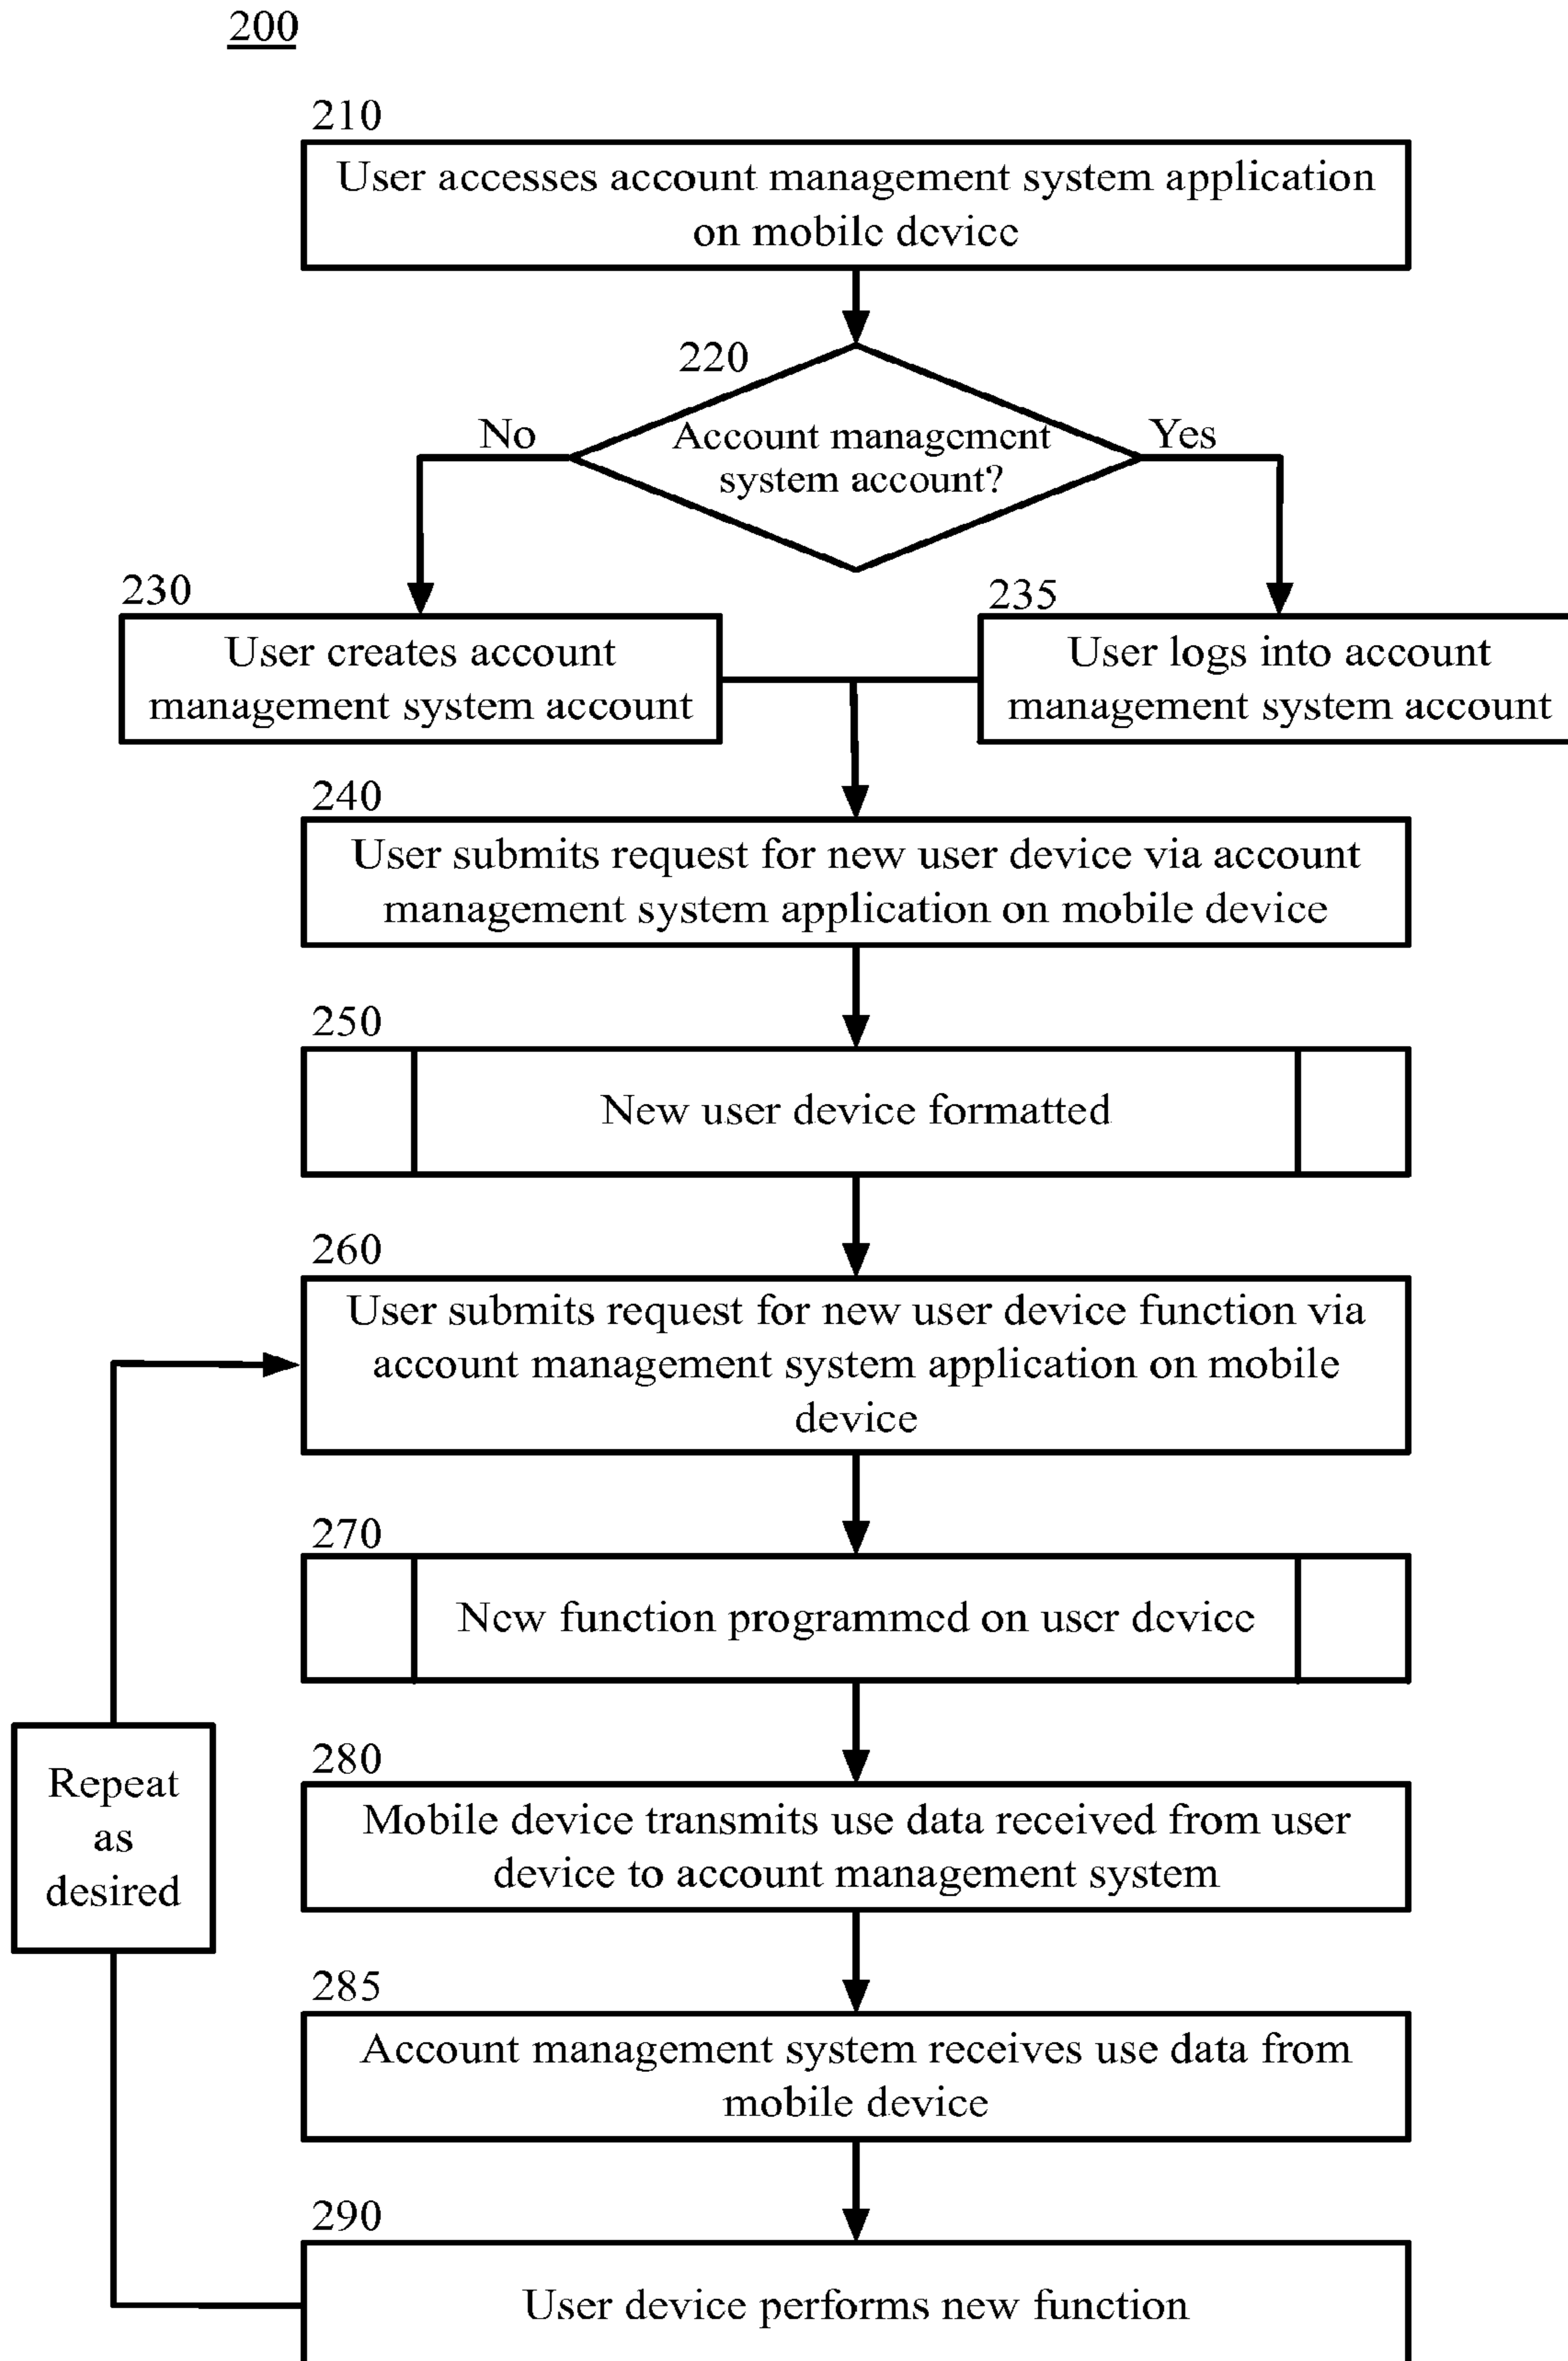 200
210
User accesses account management system application
on mobile device
220
No
Account management
system account?
Yes
230
User creates account
management system account
235
User logs into account
management system account
240
User submits request for new user device via account
management system application on mobile device
250
New user device formatted
260
User submits request for new user device function via
account management system application on mobile
device
270
New function programmed on user device
280
Mobile device transmits use data received from user
device to account management system
Repeat
as
desired
285
Account management system receives use data from
mobile device
290
User device performs new function